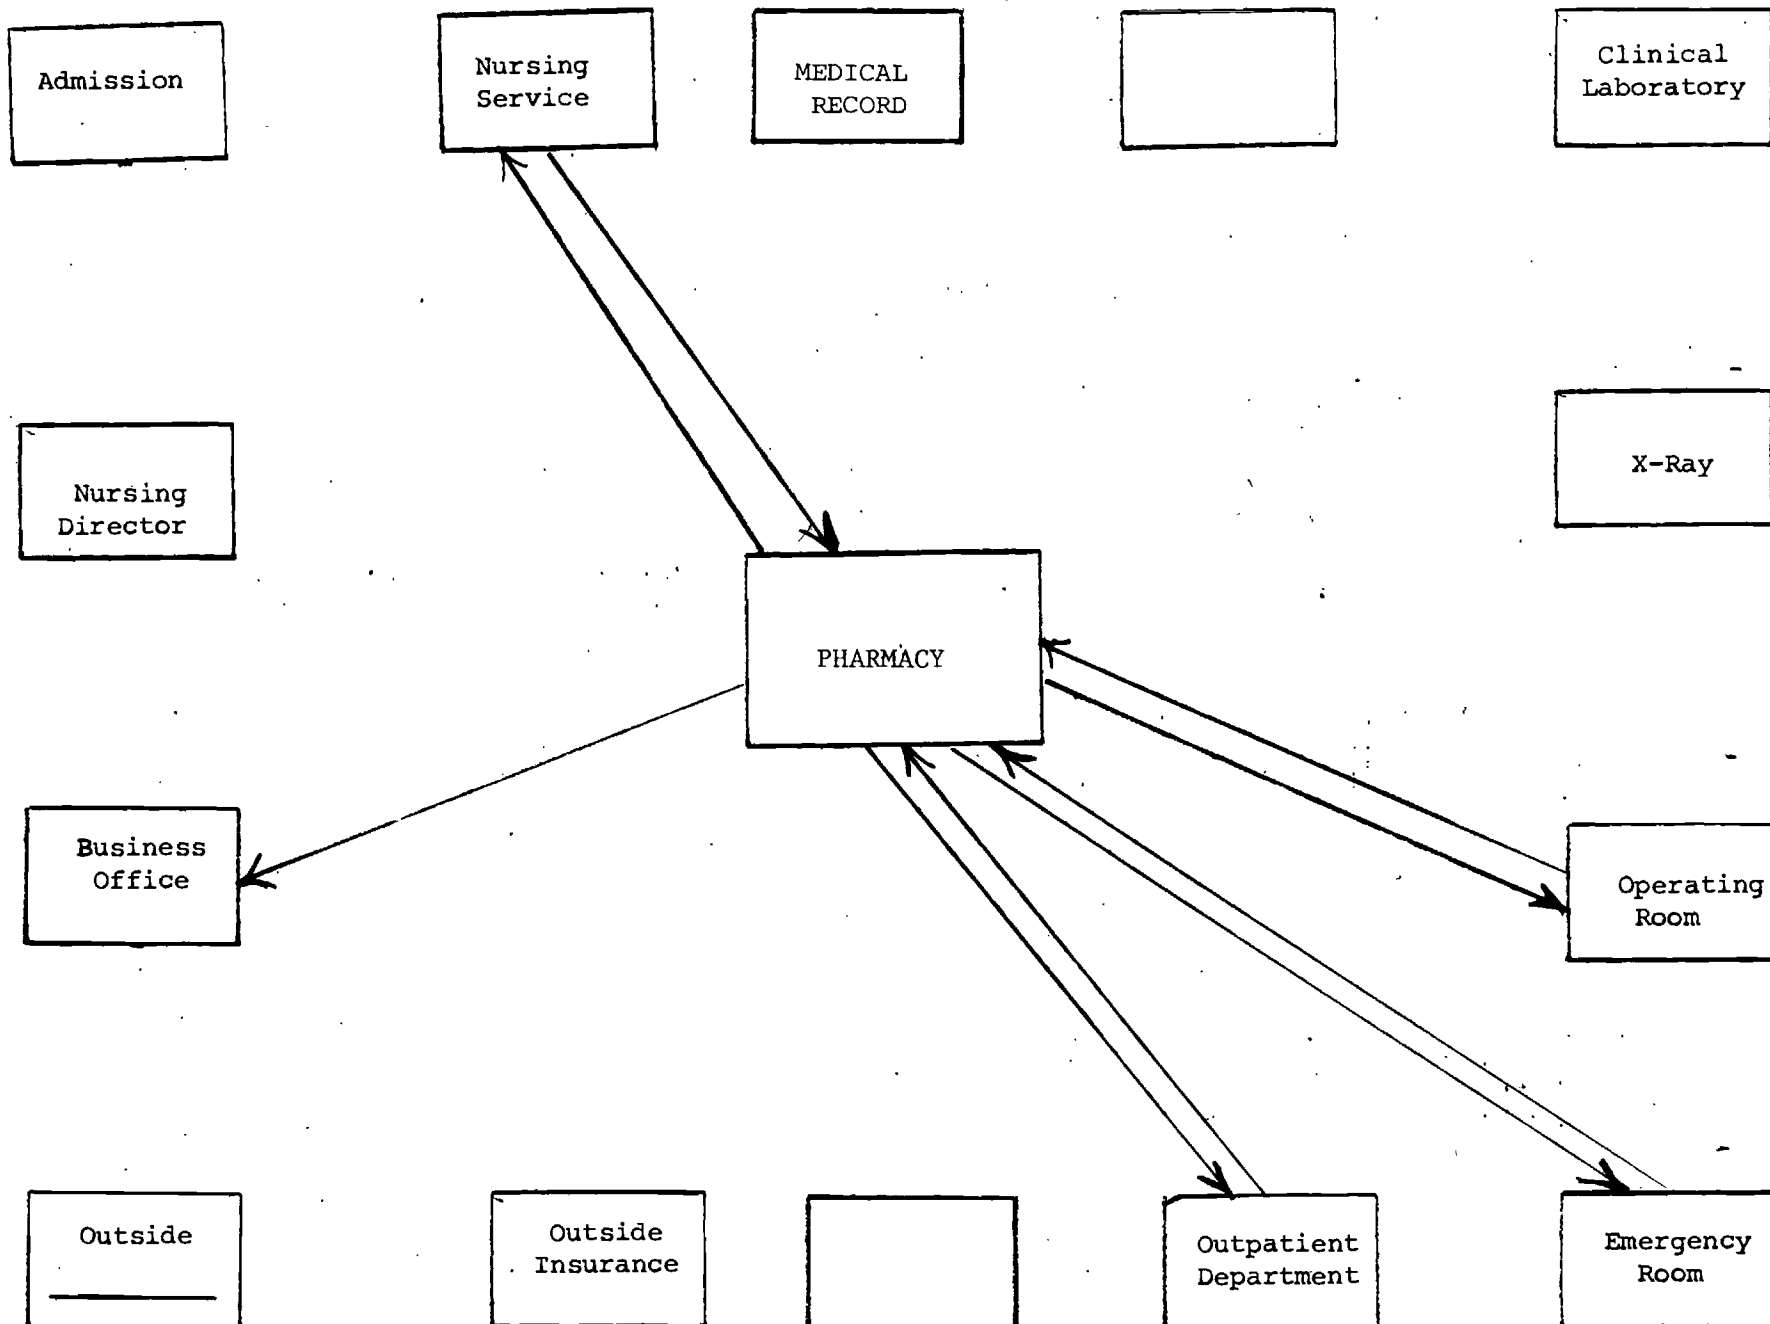 Admission
Nursing
Service
MEDICAL
RECORD
Clinical
Laboratory
Nursing
Director
X-Ray
PHARMACY
Business
Office
Operating
Room
Outside
Outside
Insurance
Outpatient
Department
Emergency
Room